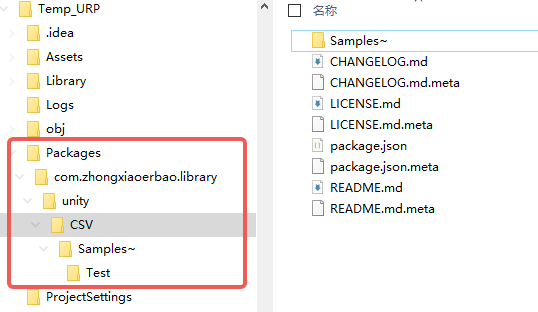 Temp_URP
.idea
Assets
Library
Logs
obj
Packages
com.zhongxiaoerbao.library
unity
CSV
Samples~
Test
ProjectSettings
名称
Samples~
CHANGELOG.md
CHANGELOG.md.meta
LICENSE.md
LICENSE.md.meta
package.json
package.json.meta
README.md
README.md.meta